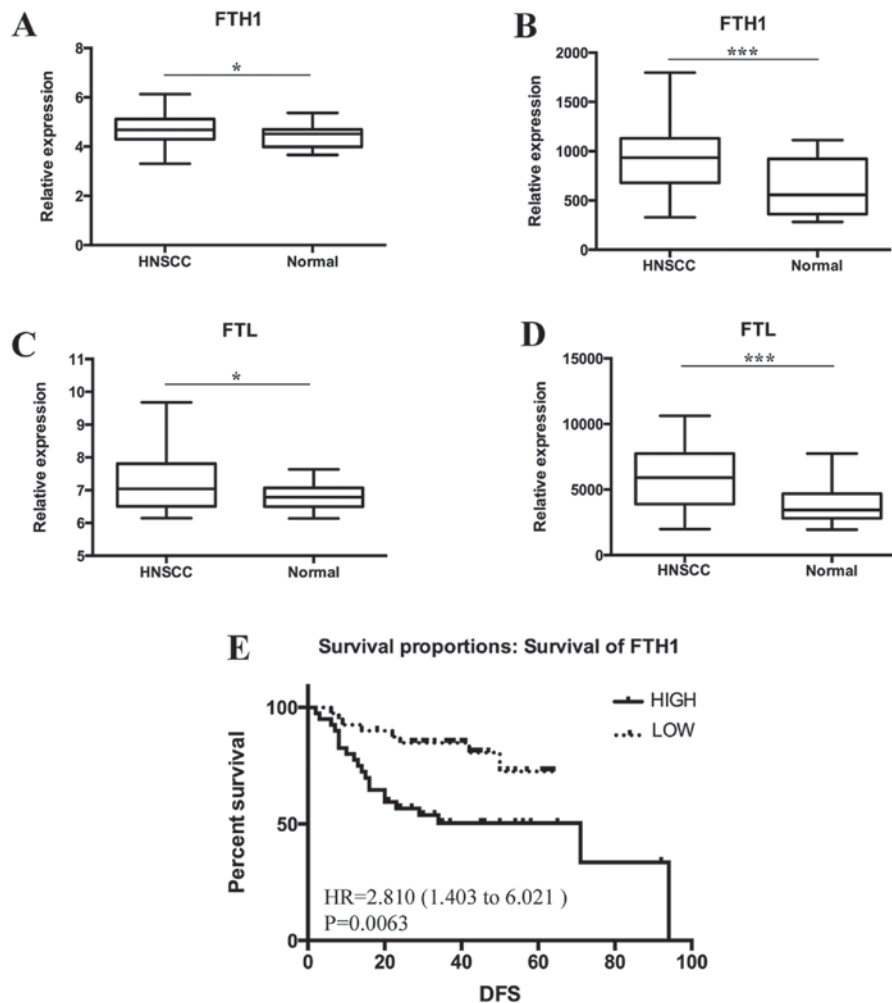 A
FTH1
Relative expression
8
6
4
2
0
*
HNSCC
Normal
B
FTH1
Relative expression
2000
1500
1000
500
0
***
HNSCC
Normal
C
FTL
Relative expression
11
10
9
8
7
6
5
*
HNSCC
Normal
D
FTL
Relative expression
15000
10000
5000
0
***
HNSCC
Normal
E
Survival proportions: Survival of FTH1
Percent survival
100
50
0
HIGH
LOW
HR=2.810 (1.403 to 6.021 )
P=0.0063
0
20
40
60
80
100
DFS